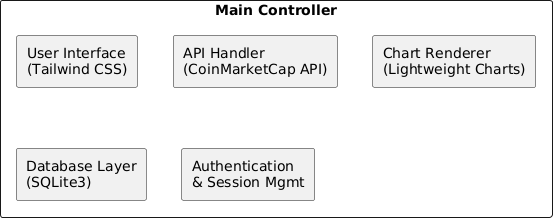 Main Controller
User Interface
(Tailwind CSS)
API Handler
(CoinMarketCap API)
Chart Renderer
(Lightweight Charts)
Database Layer
(SQLite3)
Authentication
& Session Mgmt